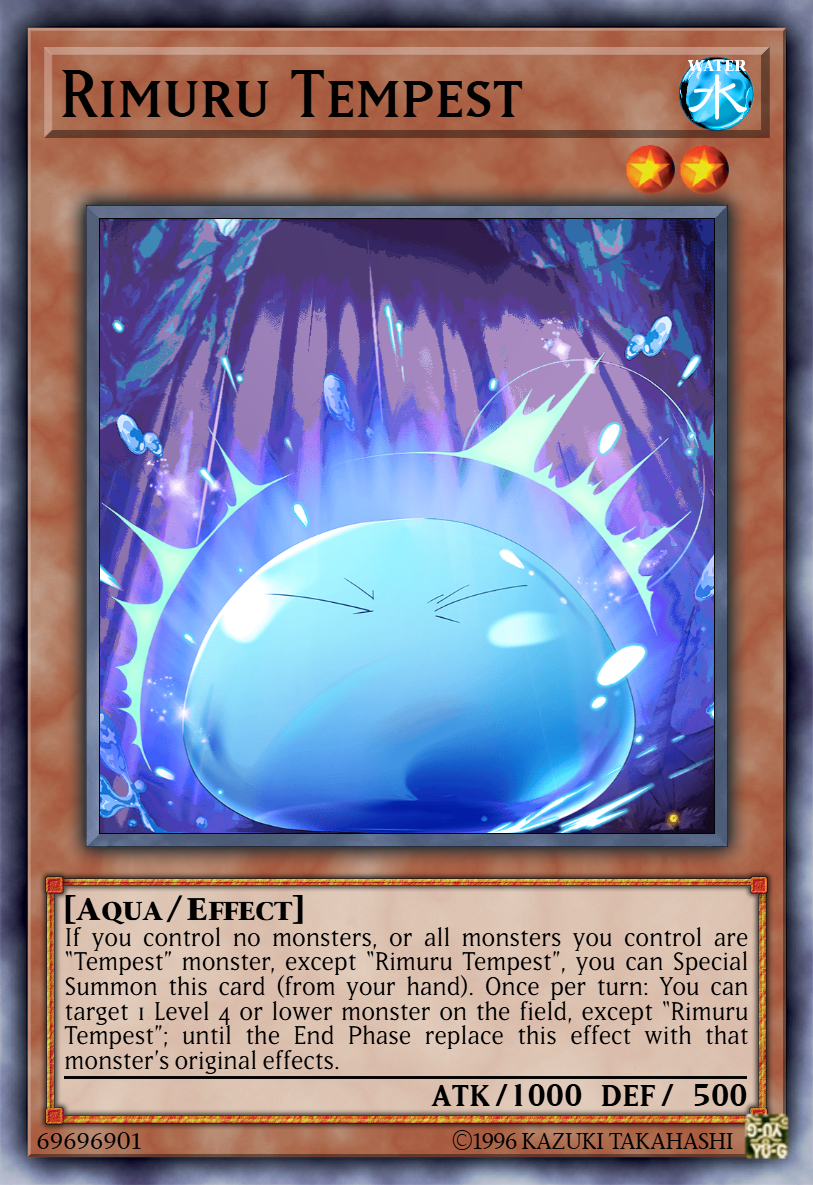 Rimuru Tempest
WATER
水
[Aqua/Effect]
If you control no monsters, or all monsters you control are
“Tempest” monster, except “Rimuru Tempest”, you can Special
Summon this card (from your hand). Once per turn: You can
target 1 Level 4 or lower monster on the field, except “Rimuru
Tempest”; until the End Phase replace this effect with that
monster's original effects.
ATK/1000 DEF/ 500
69696901 ©1996 KAZUKI TAKAHASHI